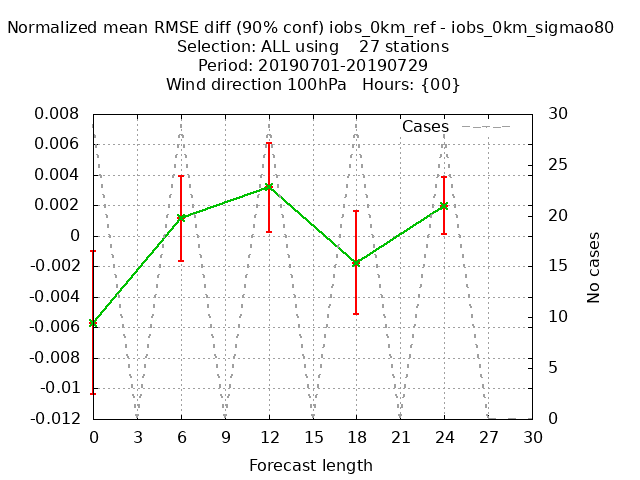 Normalized mean RMSE diff (90% conf) iobs_0km_ref - iobs_0km_sigmao80
Selection: ALL using    27 stations
Period: 20190701-20190729
Wind direction 100hPa   Hours: {00}
Cases
0.008
0.006
0.004
0.002
0
-0.002
-0.004
-0.006
-0.008
-0.01
-0.012
30
25
20
15
10
5
0
No cases
0 3 6 9 12 15 18 21 24 27 30
Forecast length